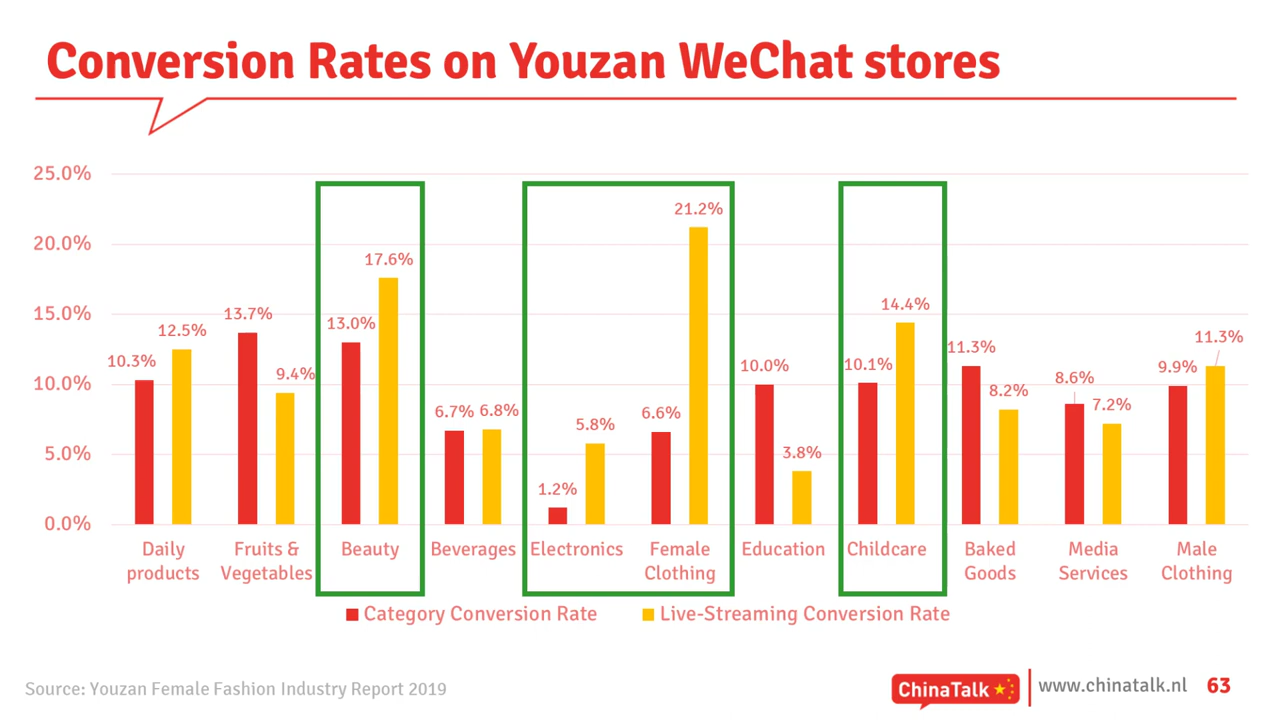 Conversion Rates on Youzan WeChat stores
25.0%
20.0%
15.0%
10.0%
5.0%
0.0%
10.3% 12.5%
13.7% 9.4%
13.0% 17.6%
6.7% 6.8%
1.2% 5.8%
6.6% 21.2%
10.0% 3.8%
10.1% 14.4%
11.3% 8.2%
8.6% 7.2%
9.9% 11.3%
Daily
products
Fruits &
Vegetables
Beauty
Beverages
Electronics
Female
Clothing
Education
Childcare
Baked
Goods
Media
Services
Male
Clothing
Category Conversion Rate
Live-Streaming Conversion Rate
Source: Youzan Female Fashion Industry Report 2019
ChinaTalk
www.chinatalk.nl
63